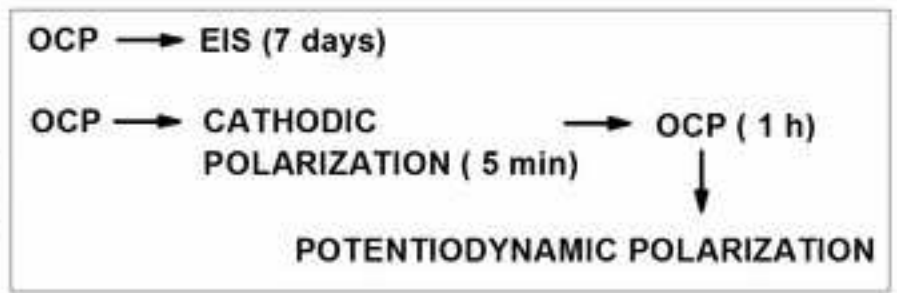 OCP → EIS (7 days)
OCP → CATHODIC → OCP ( 1 h)
POLARIZATION ( 5 min)
POTENTIODYNAMIC POLARIZATION